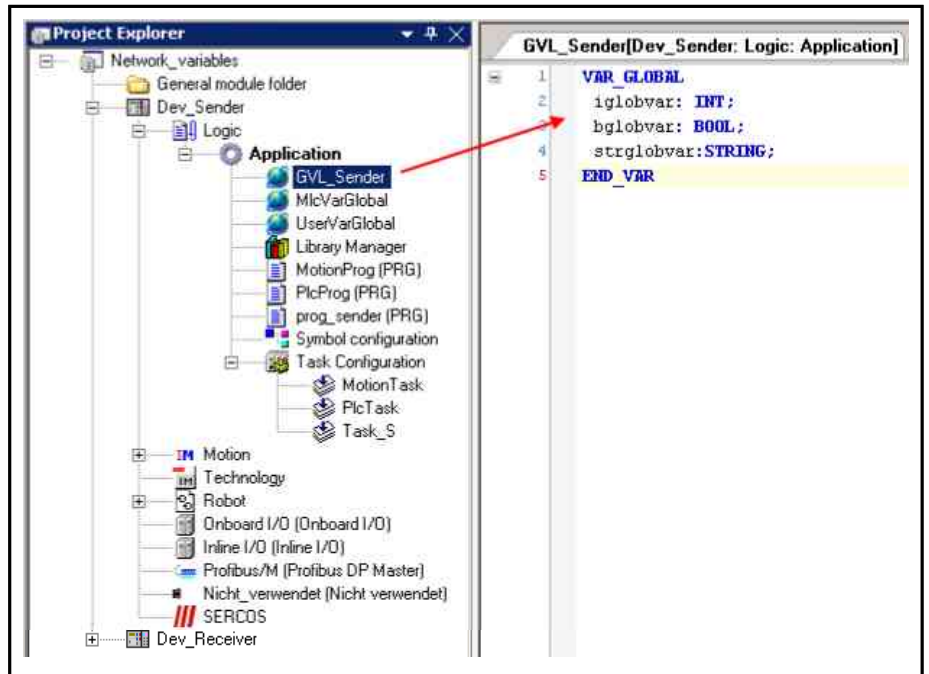 Project Explorer
Network_variables
General module folder
Dev_Sender
Logic
Application
GVL_Sender
MlcVarGlobal
UserVarGlobal
Library Manager
MotionProg (PRG)
PlcProg (PRG)
prog_sender (PRG)
Symbol configuration
Task Configuration
MotionTask
PlcTask
Task_S
IM Motion
IM Technology
Robot
Onboard I/O (Onboard I/O)
Inline I/O (Inline I/O)
Profibus/M (Profibus DP Master)
Nicht_verwendet (Nicht verwendet)
SERCOS
Dev_Receiver
GVL_Sender[Dev_Sender: Logic: Application]
1 VAR_GLOBAL
2 iglobvar: INT;
3 bglobvar: BOOL;
4 strglobvar:STRING;
5 END_VAR